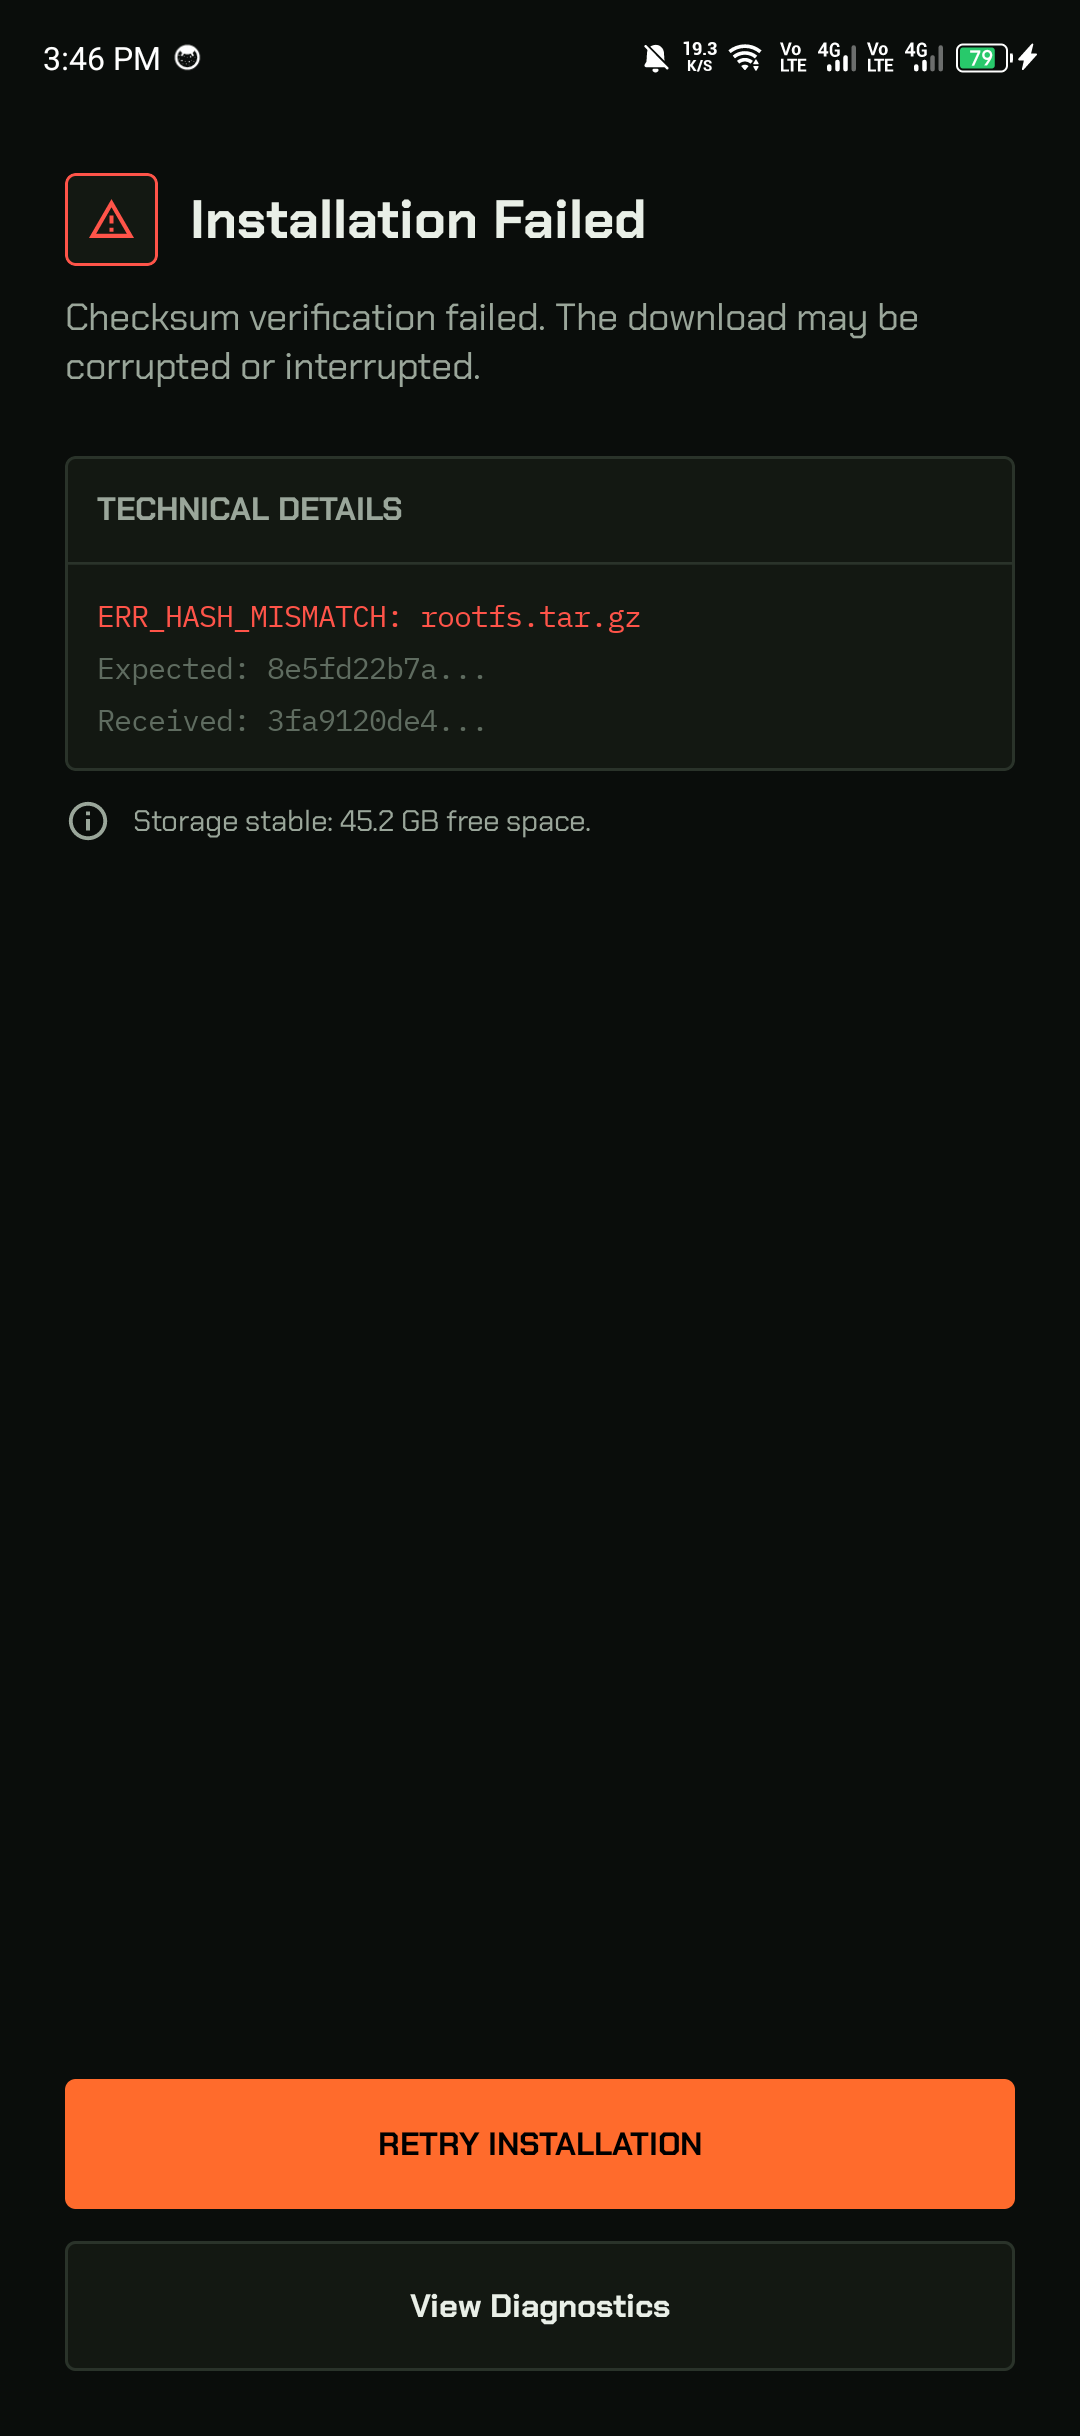 3:46 PM
19.3
K/S
Vo
LTE
4G
Vo
LTE
4G
79
Installation Failed
Checksum verification failed. The download may be
corrupted or interrupted.
TECHNICAL DETAILS
ERR_HASH_MISMATCH: rootfs.tar.gz
Expected: 8e5fd22b7a...
Received: 3fa9120de4...
Storage stable: 45.2 GB free space.
RETRY INSTALLATION
View Diagnostics